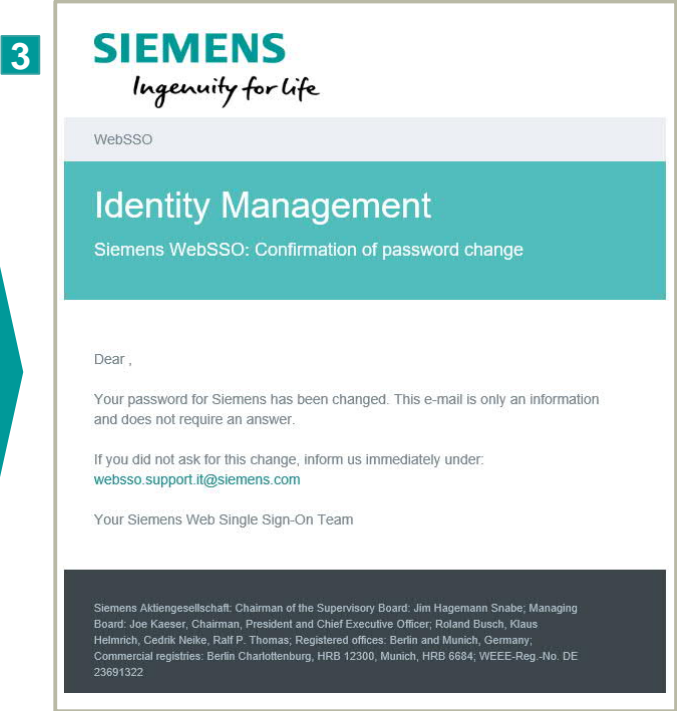 3
SIEMENS
Ingenuity for life
WebSSO
Identity Management
Siemens WebSSO: Confirmation of password change
Dear ,
Your password for Siemens has been changed. This e-mail is only an information
and does not require an answer.
If you did not ask for this change, inform us immediately under:
websso.support.it@siemens.com
Your Siemens Web Single Sign-On Team
Siemens Aktiengesellschaft: Chairman of the Supervisory Board: Jim Hagemann Snabe; Managing
Board: Joe Kaeser, Chairman, President and Chief Executive Officer; Roland Busch, Klaus
Helmrich, Cedrik Neike, Ralf P. Thomas; Registered offices: Berlin and Munich, Germany;
Commercial registries: Berlin Charlottenburg, HRB 12300, Munich, HRB 6684; WEEE-Reg.-No. DE
23691322